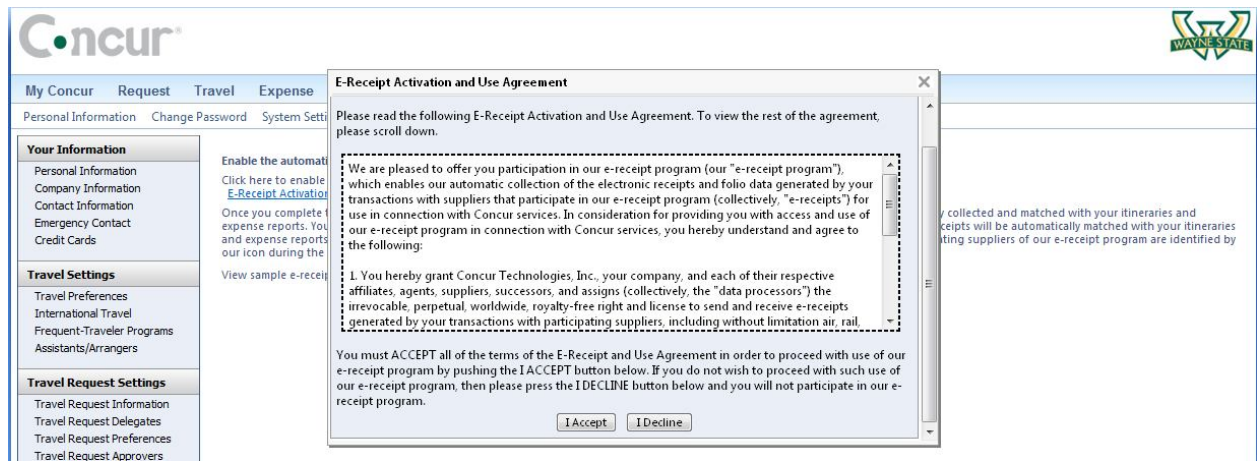 Concur
WAYNE STATE
My Concur Request Travel Expense
Personal Information Change Password System Setti
Your Information
Personal Information
Company Information
Contact Information
Emergency Contact
Credit Cards
Travel Settings
Travel Preferences
International Travel
Frequent-Traveler Programs
Assistants/Arrangers
Travel Request Settings
Travel Request Information
Travel Request Delegates
Travel Request Preferences
Travel Request Approvers
Enable the automati
Click here to enable
E-Receipt Activation
Once you complete t
expense reports. You
and expense reports
our icon during the
View sample e-receip
y collected and matched with your itineraries and
ceipts will be automatically matched with your itineraries
ating suppliers of our e-receipt program are identified by
E-Receipt Activation and Use Agreement
Please read the following E-Receipt Activation and Use Agreement. To view the rest of the agreement,
please scroll down.
We are pleased to offer you participation in our e-receipt program (our "e-receipt program"),
which enables our automatic collection of the electronic receipts and folio data generated by your
transactions with suppliers that participate in our e-receipt program (collectively, "e-receipts") for
use in connection with Concur services. In consideration for providing you with access and use of
our e-receipt program in connection with Concur services, you hereby understand and agree to
the following:
1. You hereby grant Concur Technologies, Inc., your company, and each of their respective
affiliates, agents, suppliers, successors, and assigns (collectively, the "data processors") the
irrevocable, perpetual, worldwide, royalty-free right and license to send and receive e-receipts
generated by your transactions with participating suppliers, including without limitation air, rail,
You must ACCEPT all of the terms of the E-Receipt and Use Agreement in order to proceed with use of our
e-receipt program by pushing the I ACCEPT button below. If you do not wish to proceed with such use of
our e-receipt program, then please press the I DECLINE button below and you will not participate in our e-
receipt program.
I Accept I Decline